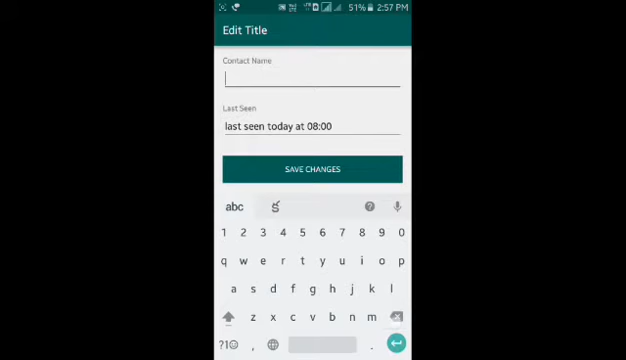 51% 2:57 PM
Edit Title
Contact Name
Last Seen
last seen today at 08:00
SAVE CHANGES
abc
1 2 3 4 5 6 7 8 9 0
q w e r t y u i o p
a s d f g h j k l
z x c v b n m
?1☺ , .